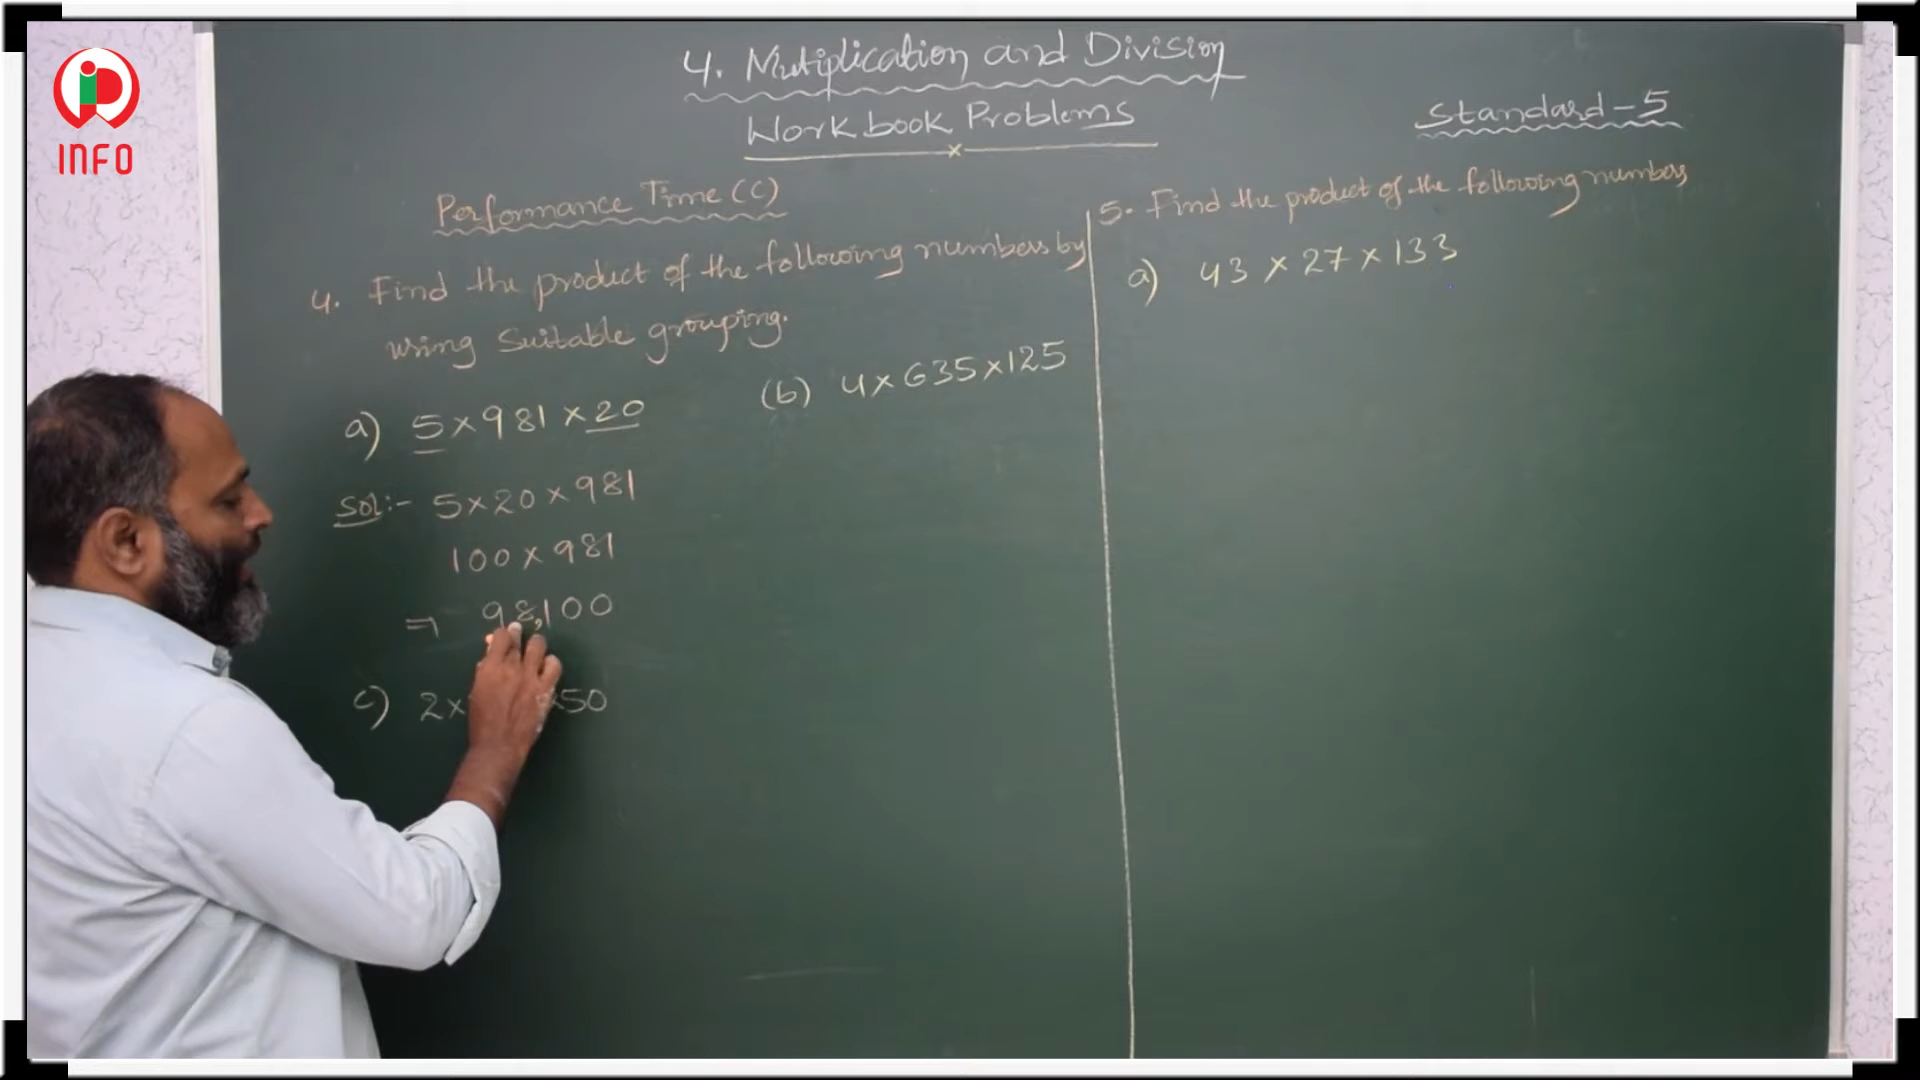 INFO
4. Mutiplication and Division
Workbook Problems
Standard-5
Performance Time (C)
4. Find the product of the following numbers by
using Suitable grouping.
a) 5×981×20
Sol:- 5×20×981
100×981
⇒ 98,100
c) 2× ×50
(b) 4×635×125
5. Find the product of the following numbers
a) 43×27×133